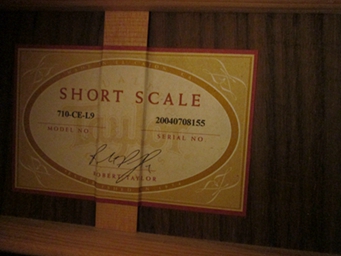 SHORT SCALE
710-CE-L9 20040708155
MODEL NO. SERIAL NO.
ROBERT TAYLOR